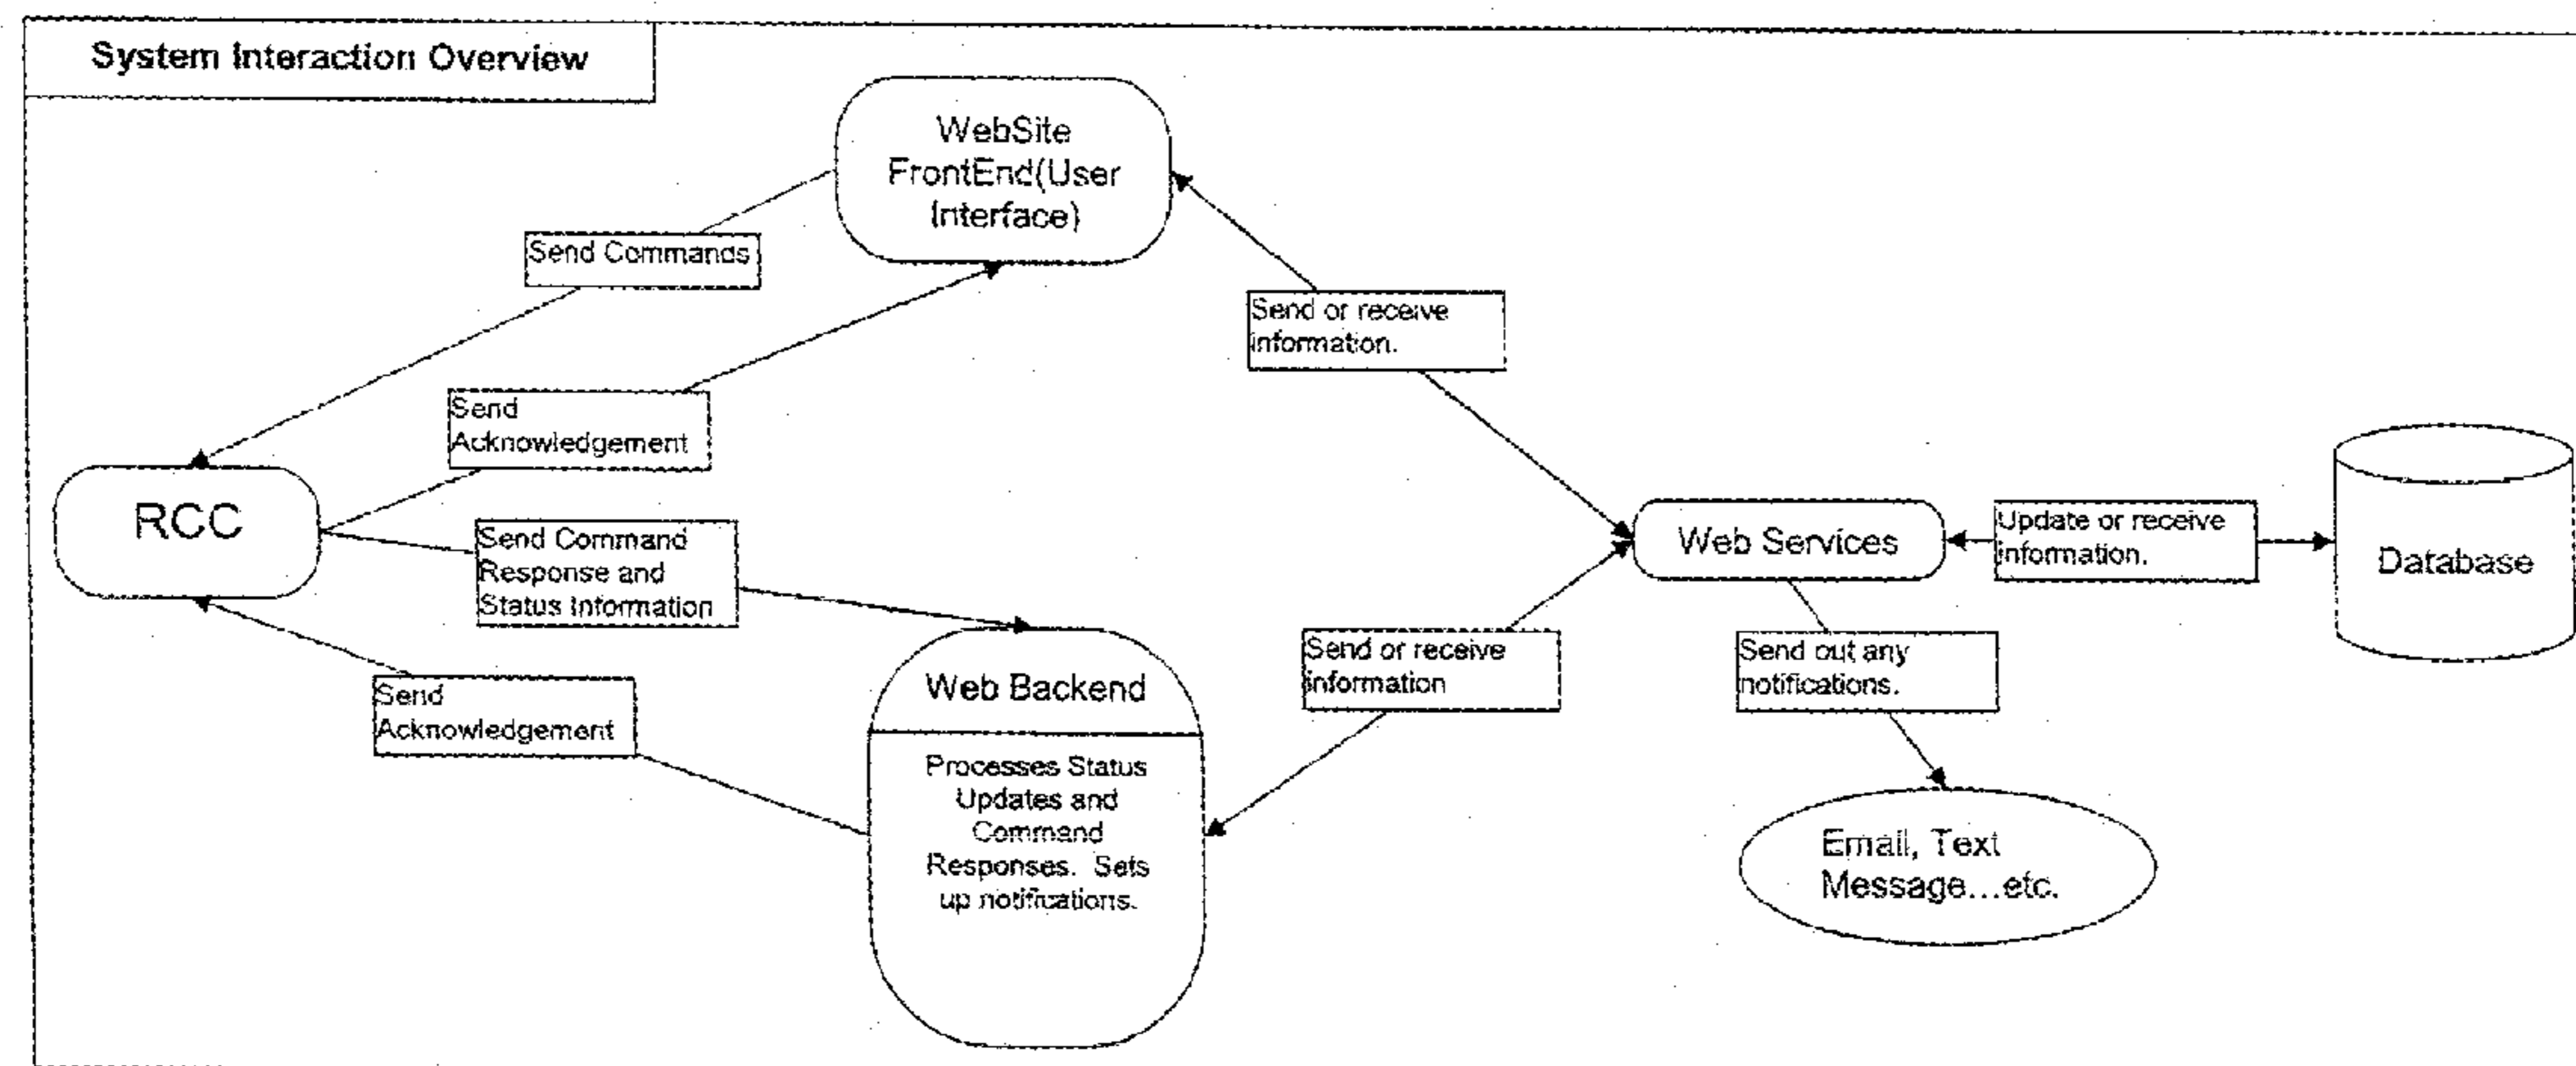 System Interaction Overview
WebSite
FrontEnd(User
Interface)
Send Commands
Send or receive
information.
Send
Acknowledgement
RCC
Send Command
Response and
Status Information
Web Services
Update or receive
information.
Database
Send
Acknowledgement
Web Backend
Processes Status
Updates and
Command
Responses. Sets
up notifications.
Send or receive
information
Send out any
notifications.
Email, Text
Message...etc.